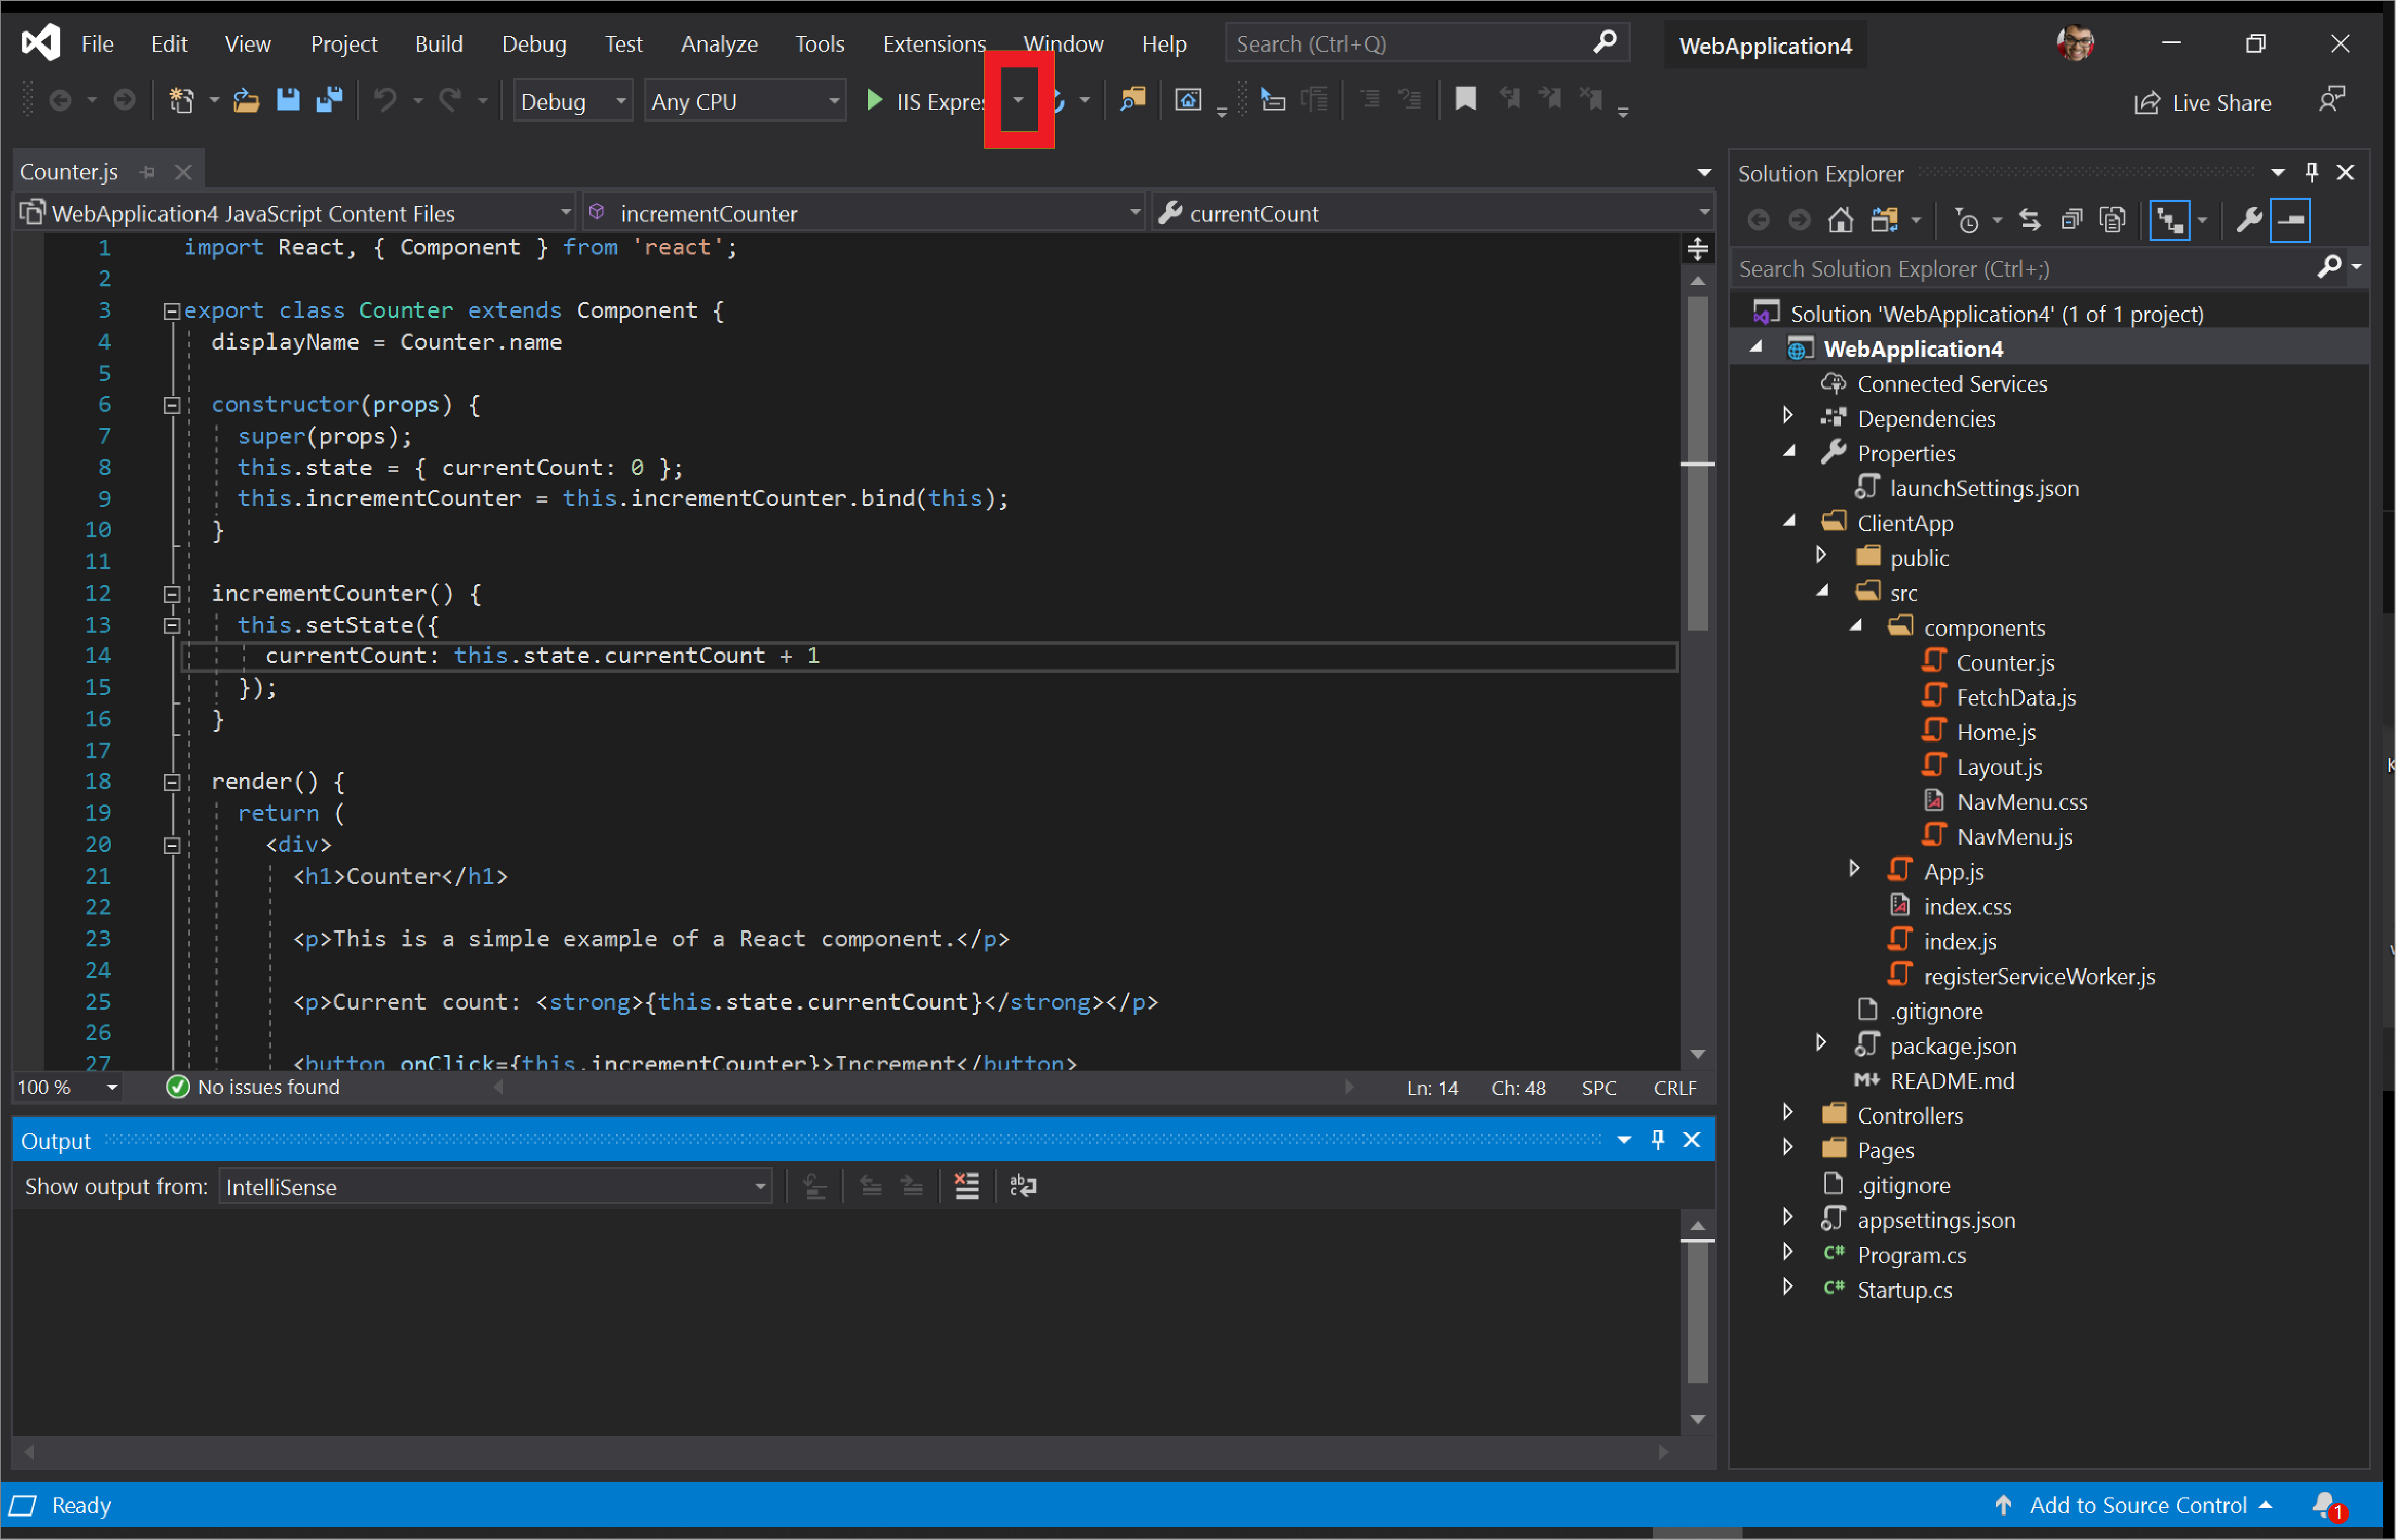 File Edit View Project Build Debug Test Analyze Tools Extensions Window Help Search (Ctrl+Q) WebApplication4
Debug Any CPU IIS Expres Live Share
Counter.js
WebApplication4 JavaScript Content Files incrementCounter currentCount
1 import React, { Component } from 'react';
2
3 export class Counter extends Component {
4 displayName = Counter.name
5
6 constructor(props) {
7 super(props);
8 this.state = { currentCount: 0 };
9 this.incrementCounter = this.incrementCounter.bind(this);
10 }
11
12 incrementCounter() {
13 this.setState({
14 currentCount: this.state.currentCount + 1
15 });
16 }
17
18 render() {
19 return (
20 <div>
21 <h1>Counter</h1>
22
23 <p>This is a simple example of a React component.</p>
24
25 <p>Current count: <strong>{this.state.currentCount}</strong></p>
26
27 <button onClick={this.incrementCounter}>Increment</button>
100 % No issues found Ln: 14 Ch: 48 SPC CRLF
Output
Show output from: IntelliSense
Solution Explorer
Search Solution Explorer (Ctrl+;)
Solution 'WebApplication4' (1 of 1 project)
WebApplication4
Connected Services
Dependencies
Properties
launchSettings.json
ClientApp
public
src
components
Counter.js
FetchData.js
Home.js
Layout.js
NavMenu.css
NavMenu.js
App.js
index.css
index.js
registerServiceWorker.js
.gitignore
package.json
README.md
Controllers
Pages
.gitignore
appsettings.json
C# Program.cs
C# Startup.cs
Ready Add to Source Control 1